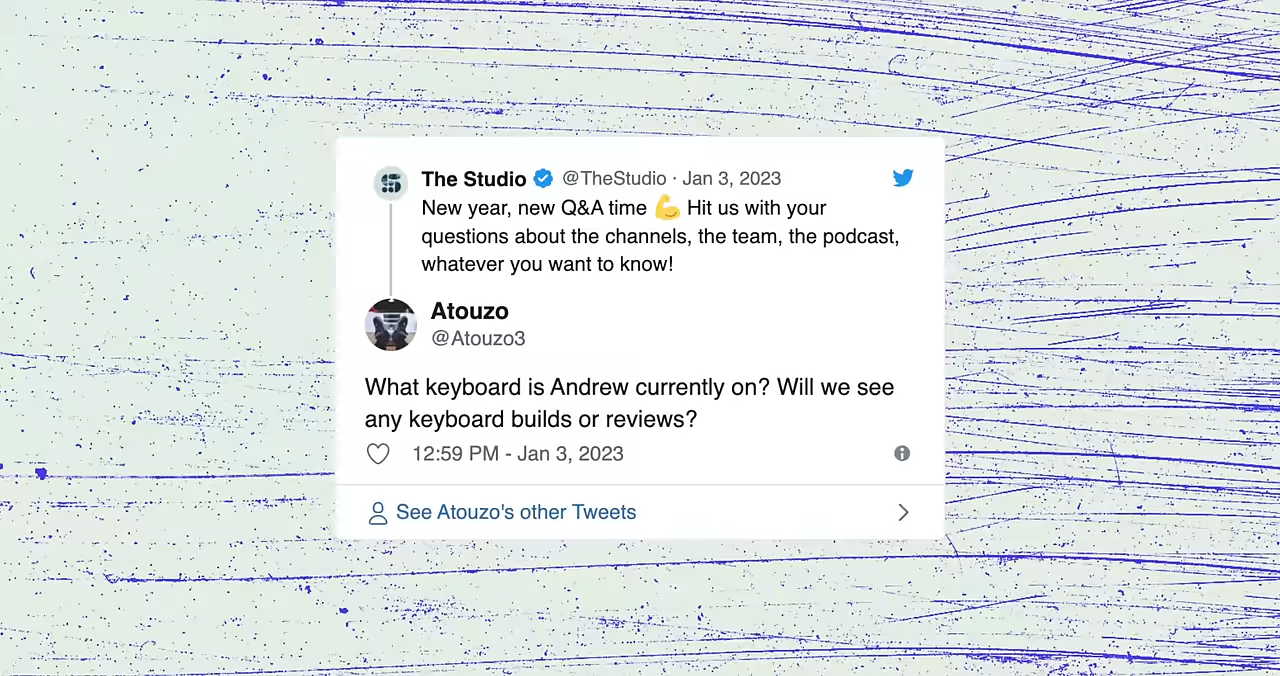 The Studio @TheStudio · Jan 3, 2023
New year, new Q&A time 💪 Hit us with your
questions about the channels, the team, the podcast,
whatever you want to know!
Atouzo
@Atouzo3
What keyboard is Andrew currently on? Will we see
any keyboard builds or reviews?
12:59 PM - Jan 3, 2023
See Atouzo's other Tweets